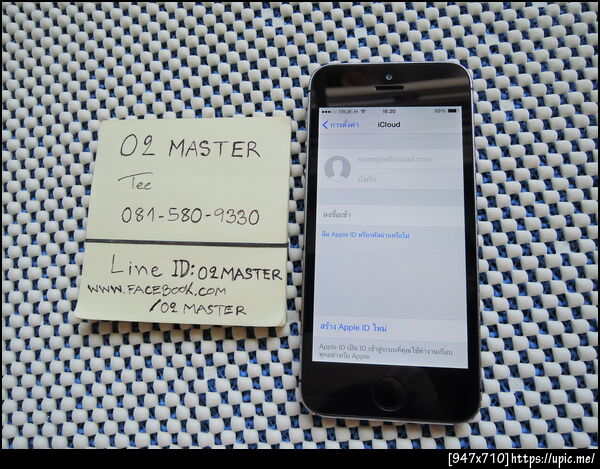 02 MASTER
Tee
081-580-9330
Line ID: 02MASTER
WWW.FACEBOOK.COM
/02 MASTER
TRUE-H 15:20 89%
การตั้งค่า iCloud
example@icloud.com
บังคับ
ลงชื่อเข้า
ลืม Apple ID หรือรหัสผ่านหรือไม่
สร้าง Apple ID ใหม่
Apple ID เป็น ID เข้าสู่ระบบที่คุณใช้ทำงานเกือบ
ทุกอย่างกับ Apple
[947x710]https://upic.me/